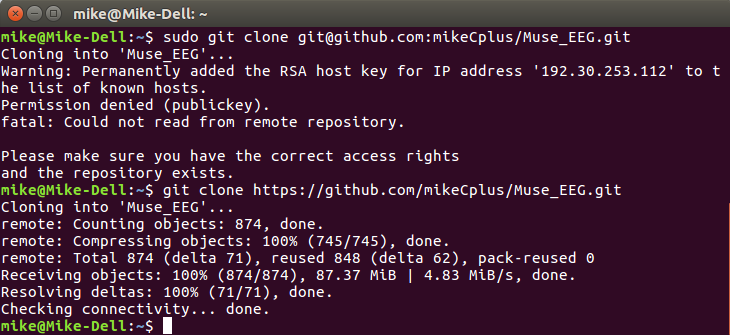 mike@Mike-Dell: ~
mike@Mike-Dell:~$ sudo git clone git@github.com:mikeCplus/Muse_EEG.git
Cloning into 'Muse_EEG'...
Warning: Permanently added the RSA host key for IP address '192.30.253.112' to t
he list of known hosts.
Permission denied (publickey).
fatal: Could not read from remote repository.

Please make sure you have the correct access rights
and the repository exists.
mike@Mike-Dell:~$ git clone https://github.com/mikeCplus/Muse_EEG.git
Cloning into 'Muse_EEG'...
remote: Counting objects: 874, done.
remote: Compressing objects: 100% (745/745), done.
remote: Total 874 (delta 71), reused 848 (delta 62), pack-reused 0
Receiving objects: 100% (874/874), 87.37 MiB | 4.83 MiB/s, done.
Resolving deltas: 100% (71/71), done.
Checking connectivity... done.
mike@Mike-Dell:~$